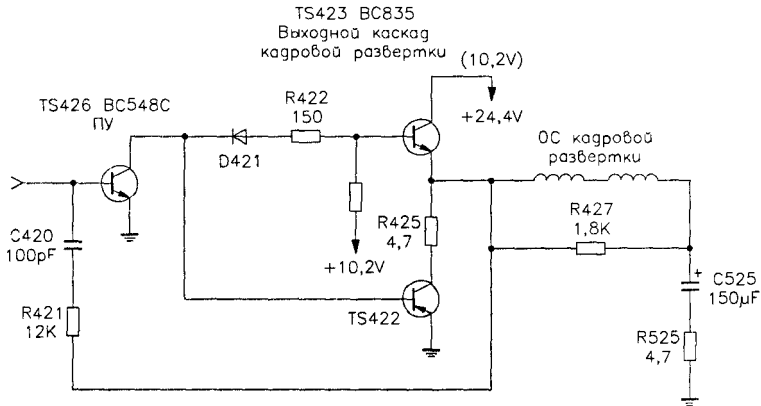 TS423 BC835
Выходной каскад
кадровой развертки
(10,2V)
TS426 BC548C
ПУ
R422
150
+24,4V
D421
ОС кадровой
развертки
R427
1,8K
C420
100pF
R425
4,7
+10,2V
+
C525
150µF
R421
12K
TS422
R525
4,7